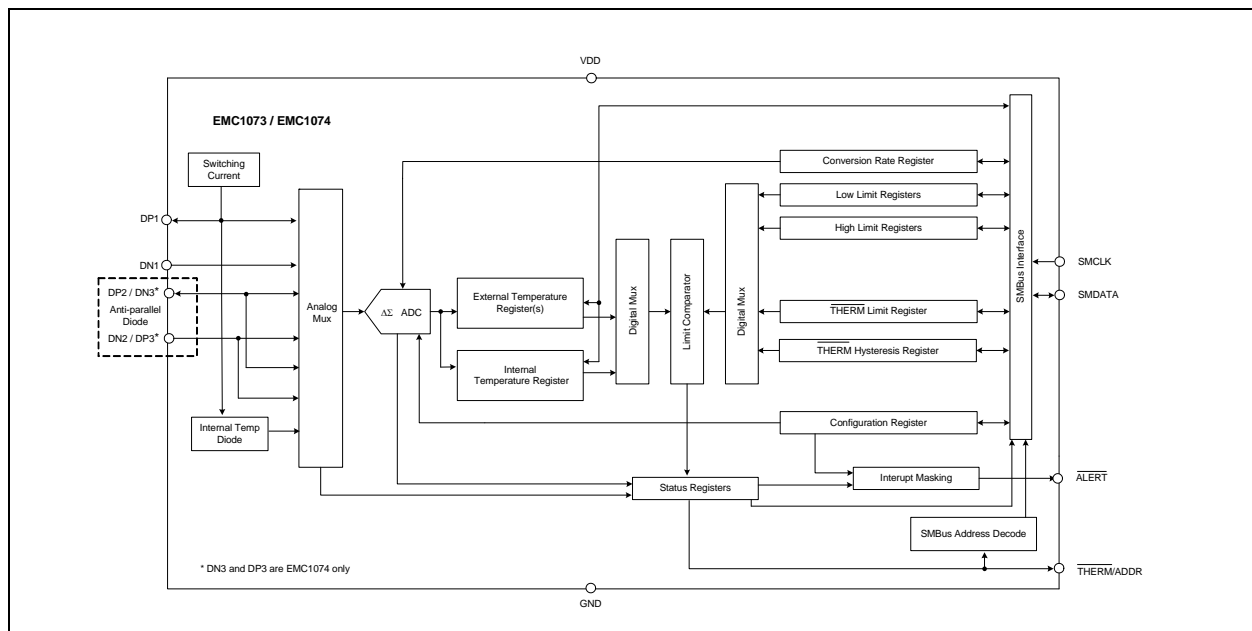 VDD
EMC1073 / EMC1074
Switching
Current
Conversion Rate Register
Low Limit Registers
High Limit Registers
DP1
DN1
DP2 / DN3*
Anti-parallel
Diode
DN2 / DP3*
Analog
Mux
ΔΣ ADC
External Temperature
Register(s)
Internal
Temperature Register
Digital Mux
Limit Comparator
Digital Mux
SMBus Interface
SMCLK
SMDATA
THERM Limit Register
THERM Hysteresis Register
Internal Temp
Diode
Configuration Register
Status Registers
Interupt Masking
ALERT
SMBus Address Decode
THERM/ADDR
* DN3 and DP3 are EMC1074 only
GND